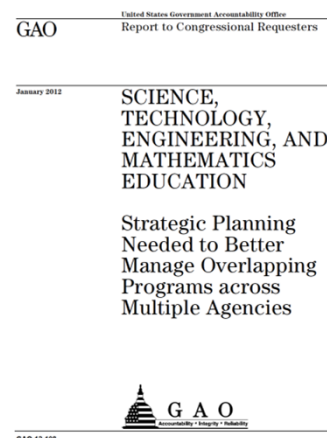 United States Government Accountability Office
GAO
Report to Congressional Requesters
January 2012
SCIENCE,
TECHNOLOGY,
ENGINEERING, AND
MATHEMATICS
EDUCATION
Strategic Planning
Needed to Better
Manage Overlapping
Programs across
Multiple Agencies
GAO
Accountability * Integrity * Reliability